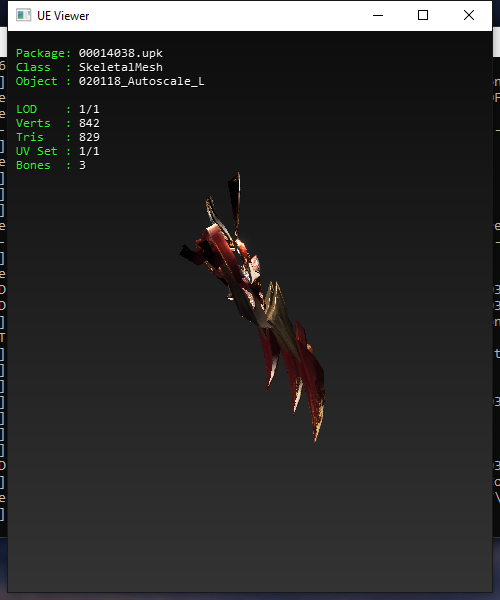 UE Viewer
Package: 00014038.upk
Class  : SkeletalMesh
Object : 020118_Autoscale_L
LOD    : 1/1
Verts  : 842
Tris   : 829
UV Set : 1/1
Bones  : 3